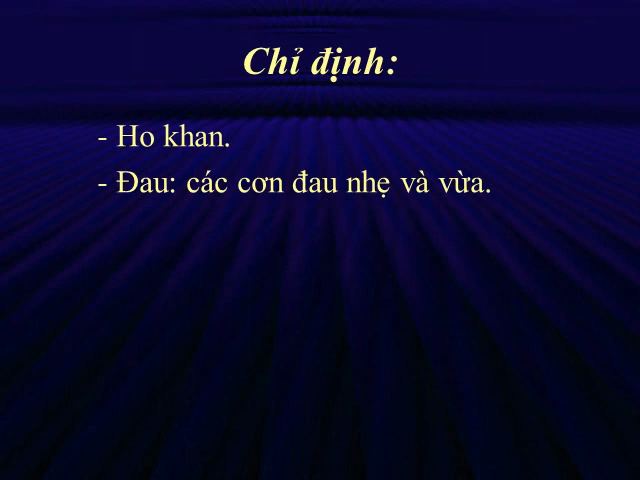 Chỉ định:
- Ho khan.
- Đau: các cơn đau nhẹ và vừa.